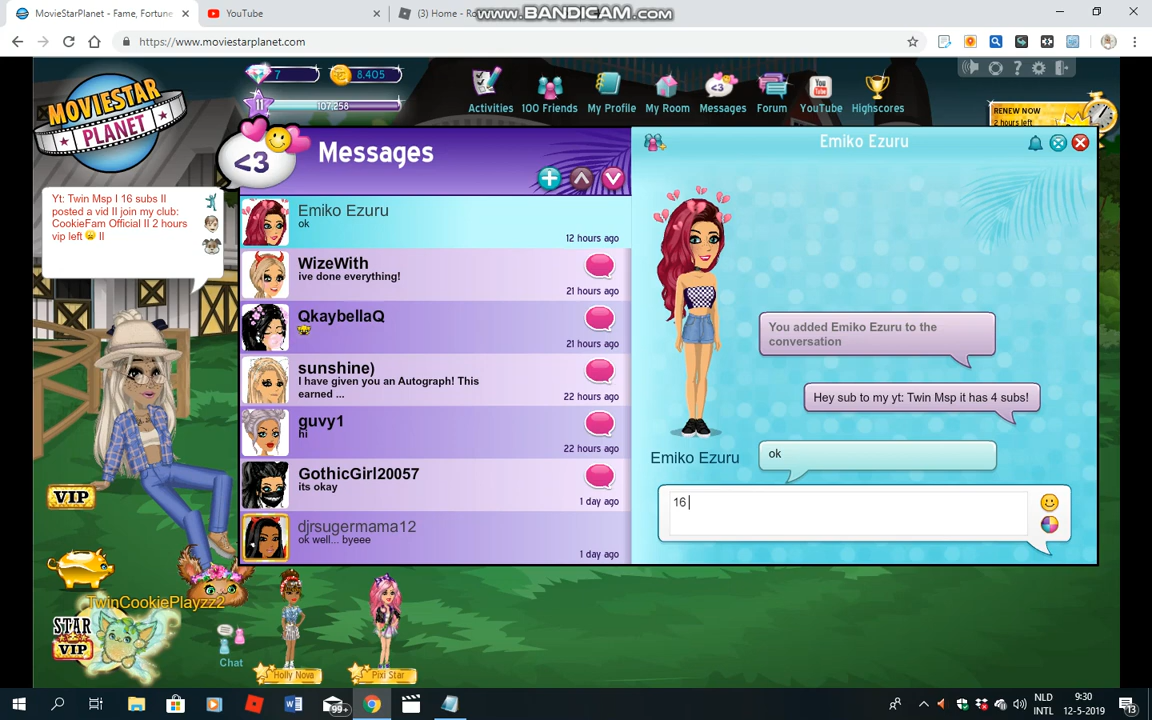 MovieStarPlanet - Fame, Fortune
YouTube
(3) Home - Ro
www.BANDICAM.com
https://www.moviestarplanet.com
7
8.405
11
107.258
Activities
100 Friends
My Profile
My Room
<3
Messages
Forum
You Tube
YouTube
Highscores
RENEW NOW
2 hours left
MOVIESTAR
PLANET
<3
Messages
Emiko Ezuru
Yt: Twin Msp I 16 subs II
posted a vid II join my club:
CookieFam Official II 2 hours
vip left 😞 II
Emiko Ezuru
ok
12 hours ago
WizeWith
ive done everything!
21 hours ago
QkaybellaQ
21 hours ago
sunshine)
I have given you an Autograph! This
earned ...
22 hours ago
guvy1
hi
22 hours ago
GothicGirl20057
its okay
1 day ago
djrsugermama12
ok well... byeee
1 day ago
You added Emiko Ezuru to the
conversation
Hey sub to my yt: Twin Msp it has 4 subs!
Emiko Ezuru
ok
16
VIP
TwinCookiePlayzz2
STAR
VIP
Chat
Holly Nova
Pixi Star
99+
NLD
INTL
9:30
12-5-2019
13